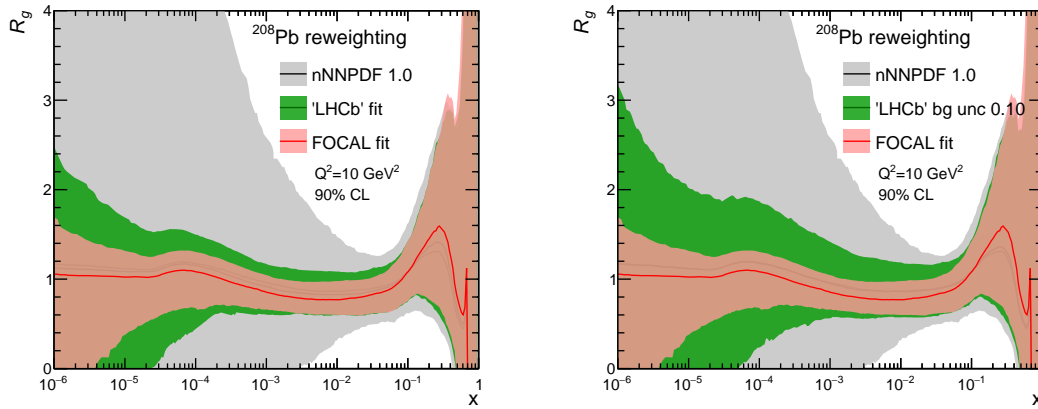 R_g
4
3
2
1
0
²⁰⁸Pb reweighting
nNNPDF 1.0
'LHCb' fit
FOCAL fit
Q²=10 GeV²
90% CL
10⁻⁶ 10⁻⁵ 10⁻⁴ 10⁻³ 10⁻² 10⁻¹ 1
x
R_g
4
3
2
1
0
²⁰⁸Pb reweighting
nNNPDF 1.0
'LHCb' bg unc 0.10
FOCAL fit
Q²=10 GeV²
90% CL
10⁻⁶ 10⁻⁵ 10⁻⁴ 10⁻³ 10⁻² 10⁻¹ 1
x